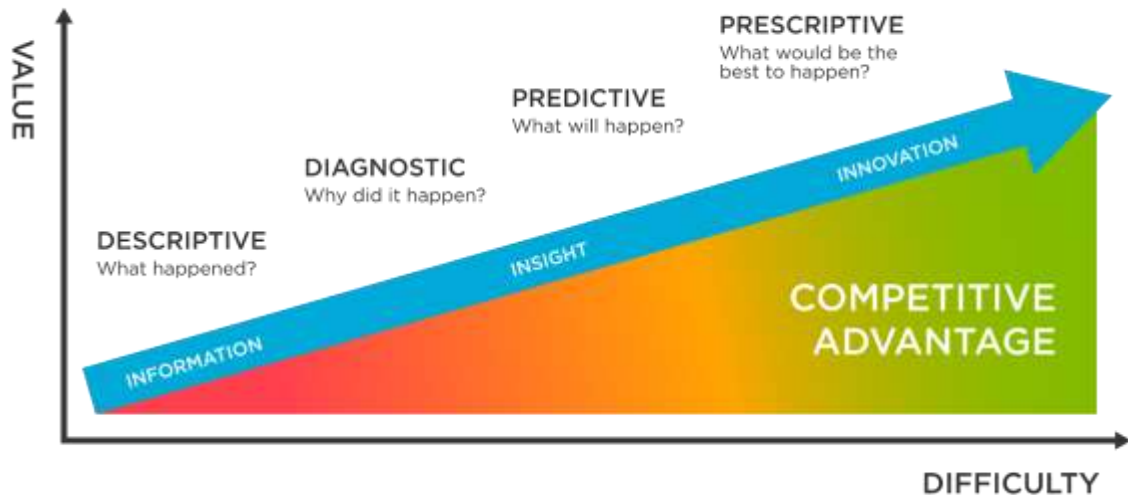 VALUE
PRESCRIPTIVE
What would be the
best to happen?
PREDICTIVE
What will happen?
DIAGNOSTIC
Why did it happen?
DESCRIPTIVE
What happened?
INFORMATION
INSIGHT
INNOVATION
COMPETITIVE
ADVANTAGE
DIFFICULTY